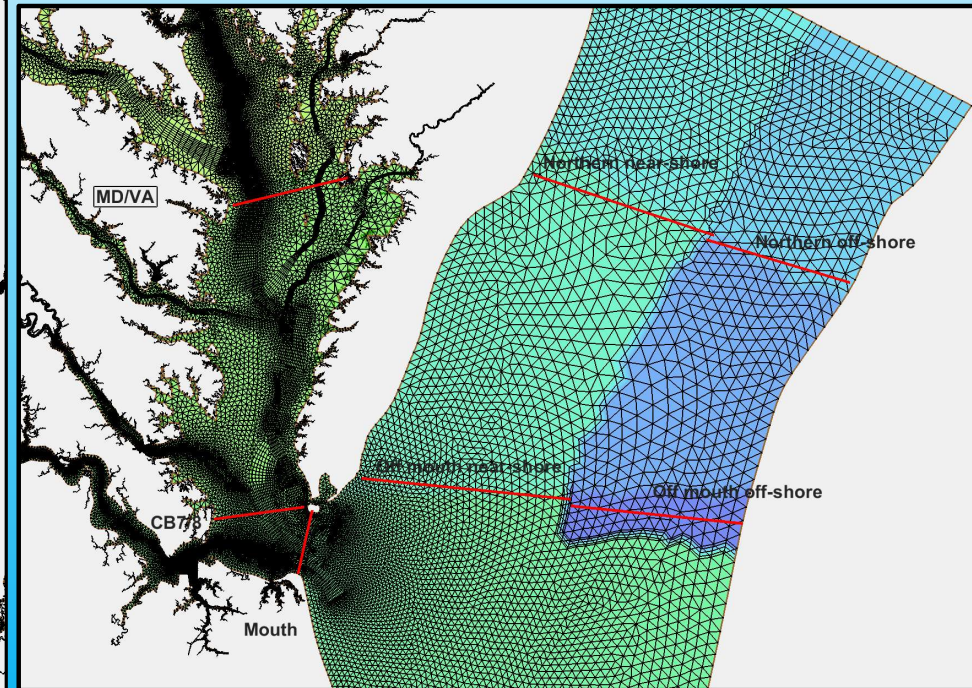 Northern near-shore
MD/VA
Northern off-shore
Off mouth near-shore
Off mouth off-shore
CB7/8
Mouth